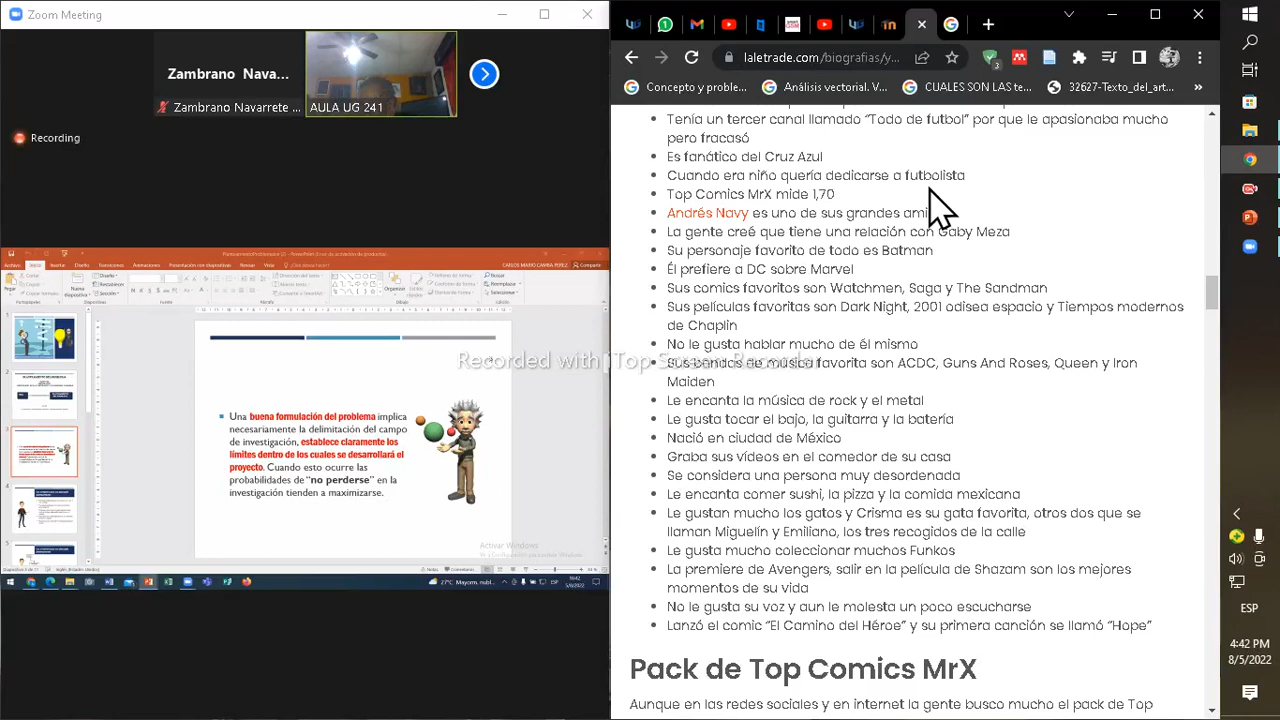 Zoom Meeting
Zambrano Nava...
Zambrano Navarrete ...
AULA UG 241
Recording
Una buena formulación del problema implica
necesariamente la delimitación del campo
de investigación, establece claramente los
límites dentro de los cuales se desarrollará el
proyecto. Cuando esto ocurre las
probabilidades de "no perderse" en la
investigación tienden a maximizarse.
Activar Windows
27°C
Recorded with Top
laletrade.com/biografias/y
Concepto y proble...
Análisis vectorial. V...
CUALES SON LAS te...
32627-Texto_del_art...
Tenía un tercer canal llamado “Todo de futbol” por que le apasionaba mucho
pero fracasó
Es fanático del Cruz Azul
Cuando era niño quería dedicarse a futbolista
Top Comics MrX mide 1,70
Andrés Navy es uno de sus grandes ami
La gente cree que tiene una relación con Gaby Meza
Su película favorita de todas es Batman
Prefiere Dc sobre Marvel
Sus comics favoritos son Watchmen, Saga y The Sandman
Sus películas favoritas son Dark Night, 2001 odisea espacio y Tiempos modernos
de Chaplin
No le gusta hablar mucho de él mismo
Sus grupos de música favorita son ACDC, Guns And Roses, Queen y Iron
Maiden
Le encanta la música de rock y el metal
Le gusta tocar el bajo, la guitarra y la batería
Nació en Ciudad de México
Graba sus videos en el comedor de su casa
Se considera una persona muy desordenada
Le encanta comer sushi, la pizza y la comida mexicana
Le gustan mucho los gatos y Crisma es su gata favorita, otros dos que se
llaman Miguelín y Emiliano, los tres recogidos de la calle
Le gusta mucho coleccionar muchos Funkos
La premiere de Avengers, salir en la película de Shazam son los mejores
momentos de su vida
No le gusta su voz y aun le molesta un poco escucharse
Lanzó el comic “El Camino del Héroe” y su primera canción se llamó “Hope”
Pack de Top Comics MrX
Aunque en las redes sociales y en internet la gente busco mucho el pack de Top
ESP
4:42 PM
8/5/2022